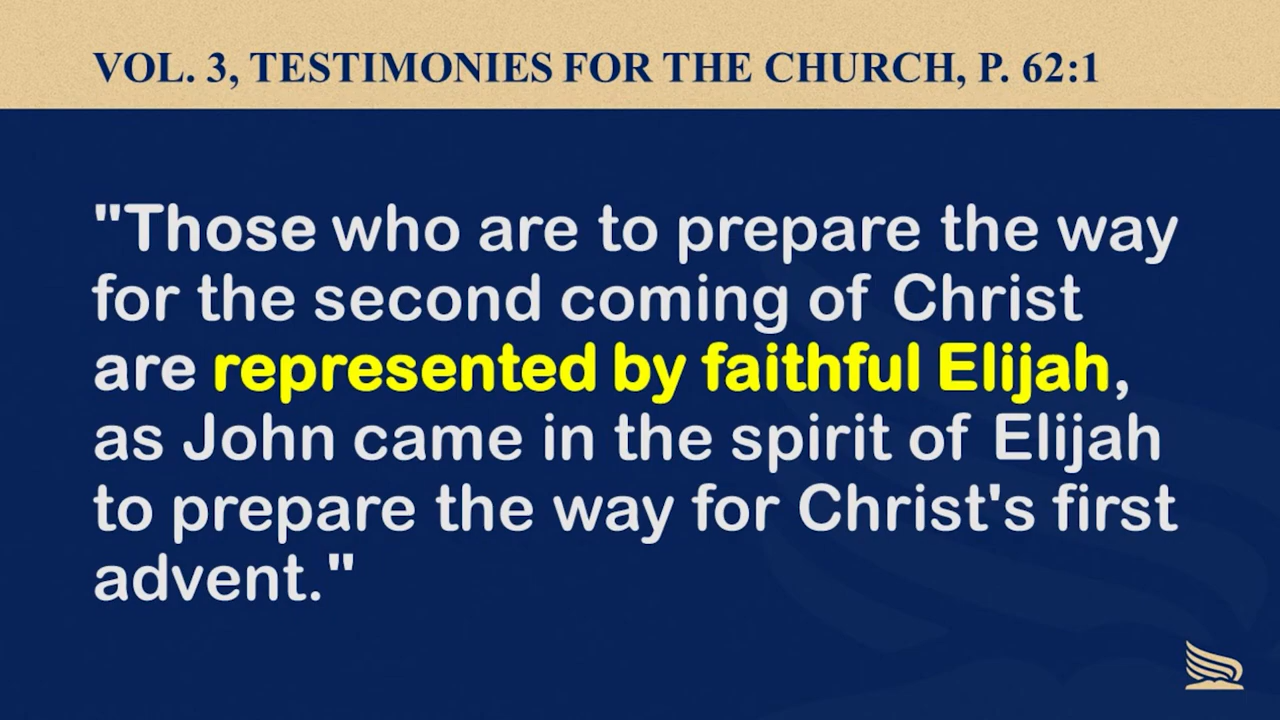 VOL. 3, TESTIMONIES FOR THE CHURCH, P. 62:1
"Those who are to prepare the way
for the second coming of Christ
are represented by faithful Elijah,
as John came in the spirit of Elijah
to prepare the way for Christ's first
advent."